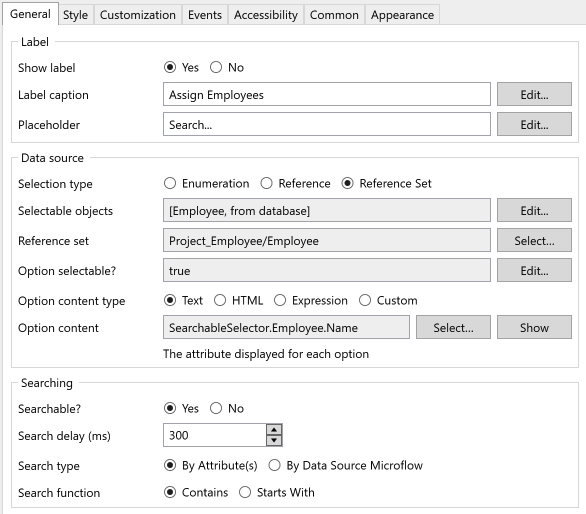 General Style Customization Events Accessibility Common Appearance
Label
Show label Yes No
Label caption Assign Employees Edit...
Placeholder Search... Edit...
Data source
Selection type Enumeration Reference Reference Set
Selectable objects [Employee, from database] Edit...
Reference set Project_Employee/Employee Select...
Option selectable? true Edit...
Option content type Text HTML Expression Custom
Option content SearchableSelector.Employee.Name Select... Show
The attribute displayed for each option
Searching
Searchable? Yes No
Search delay (ms) 300
Search type By Attribute(s) By Data Source Microflow
Search function Contains Starts With